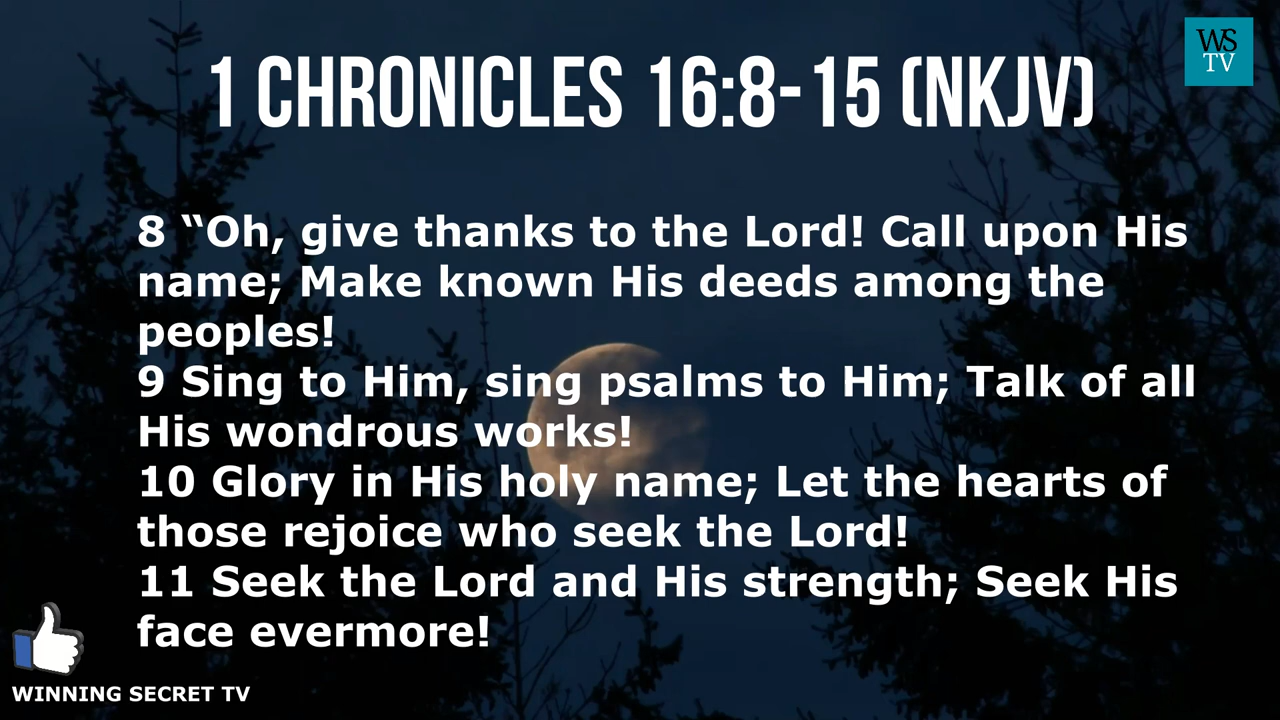 WS
TV
1 CHRONICLES 16:8-15 (NKJV)
8 “Oh, give thanks to the Lord! Call upon His
name; Make known His deeds among the
peoples!
9 Sing to Him, sing psalms to Him; Talk of all
His wondrous works!
10 Glory in His holy name; Let the hearts of
those rejoice who seek the Lord!
11 Seek the Lord and His strength; Seek His
face evermore!
WINNING SECRET TV